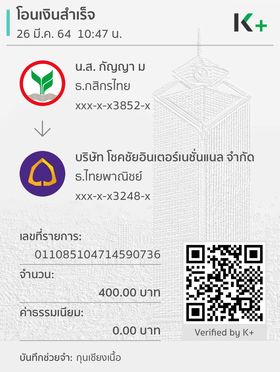 โอนเงินสำเร็จ
26 มี.ค. 64 10:47 น.
K+
น.ส. กัญญา ม
ธ.กสิกรไทย
xxx-x-x3852-x
บริษัท โชคชัยอินเตอร์เนชั่นแนล จำกัด
ธ.ไทยพาณิชย์
xxx-x-x3248-x
เลขที่รายการ:
011085104714590736
จำนวน:
400.00 บาท
ค่าธรรมเนียม:
0.00 บาท
Verified by K+
บันทึกช่วยจำ: กุนเชียงเนื้อ